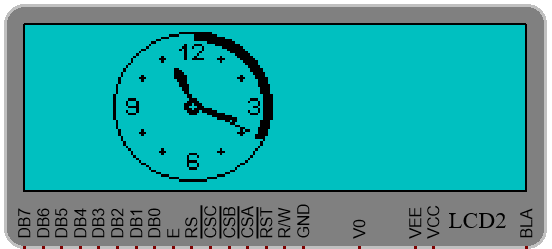 12
9 3
6
DB7 DB6 DB5 DB4 DB3 DB2 DB1 DB0 E RS CSC CSB CSA RST R/W GND V0 VEE VCC LCD2 BLA